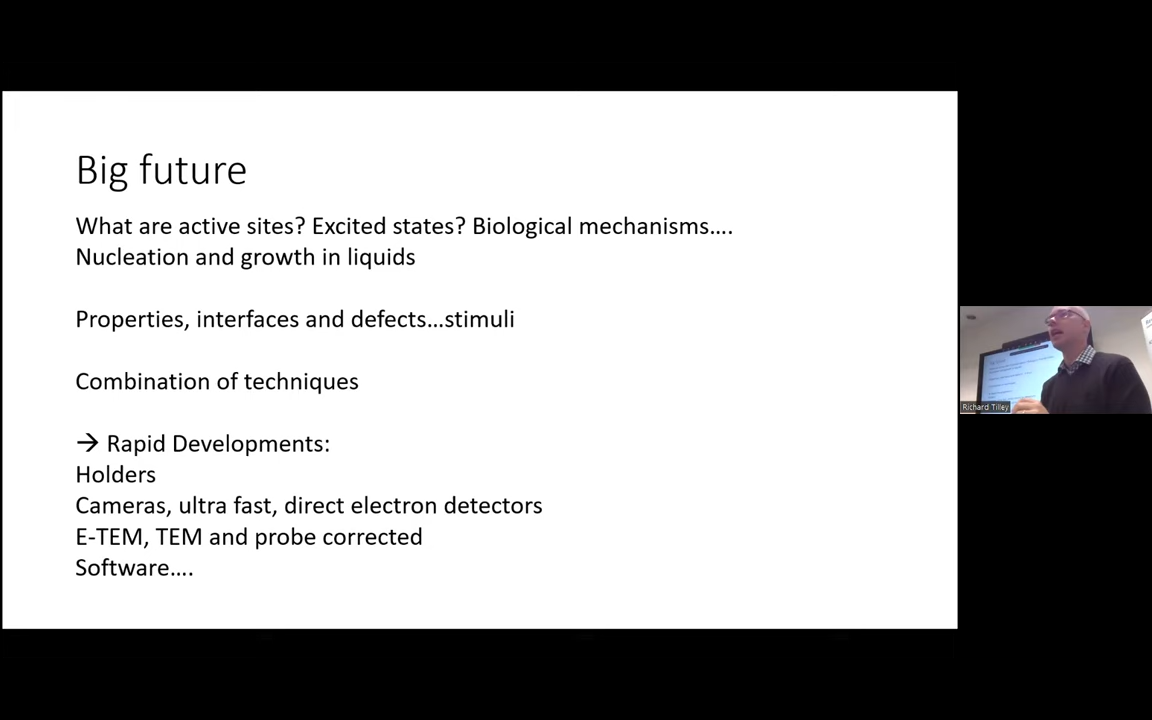 Big future
What are active sites? Excited states? Biological mechanisms….
Nucleation and growth in liquids
Properties, interfaces and defects…stimuli
Combination of techniques
→ Rapid Developments:
Holders
Cameras, ultra fast, direct electron detectors
E-TEM, TEM and probe corrected
Software….
Richard Tilley